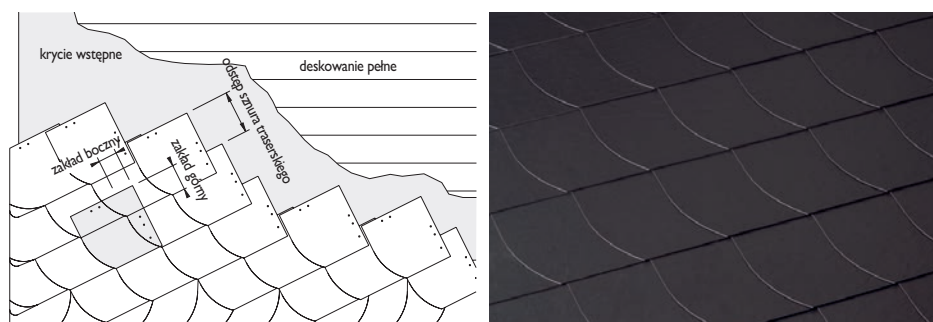 krycie wstępne
deskowanie pełne
odstęp sznura traserskiego
zakład boczny
zakład górny